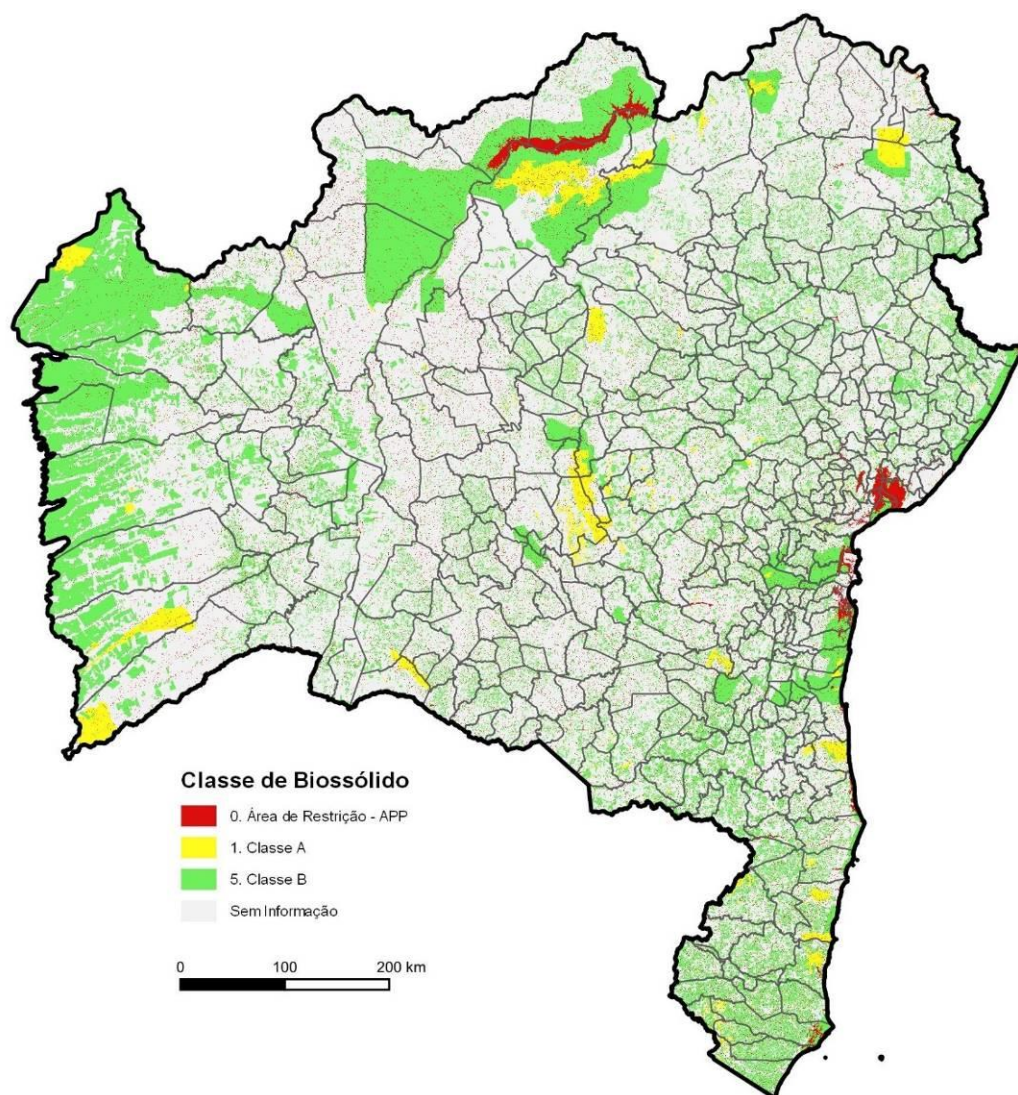 Classe de Biossólido
0. Área de Restrição - APP
1. Classe A
5. Classe B
Sem Informação
0 100 200 km